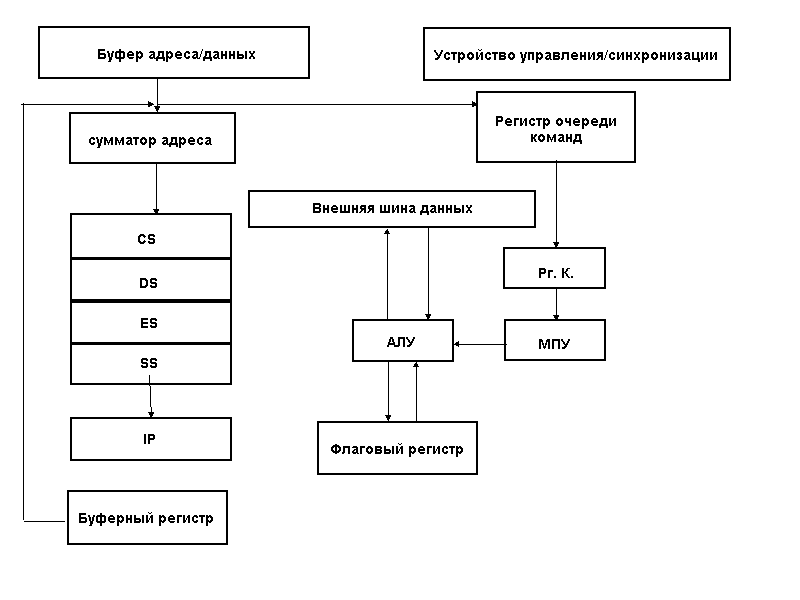 Буфер адреса/данных
Устройство управления/синхронизации
сумматор адреса
Регистр очереди
команд
Внешняя шина данных
CS
DS
ES
SS
IP
Буферный регистр
Рг. К.
АЛУ
МПУ
Флаговый регистр